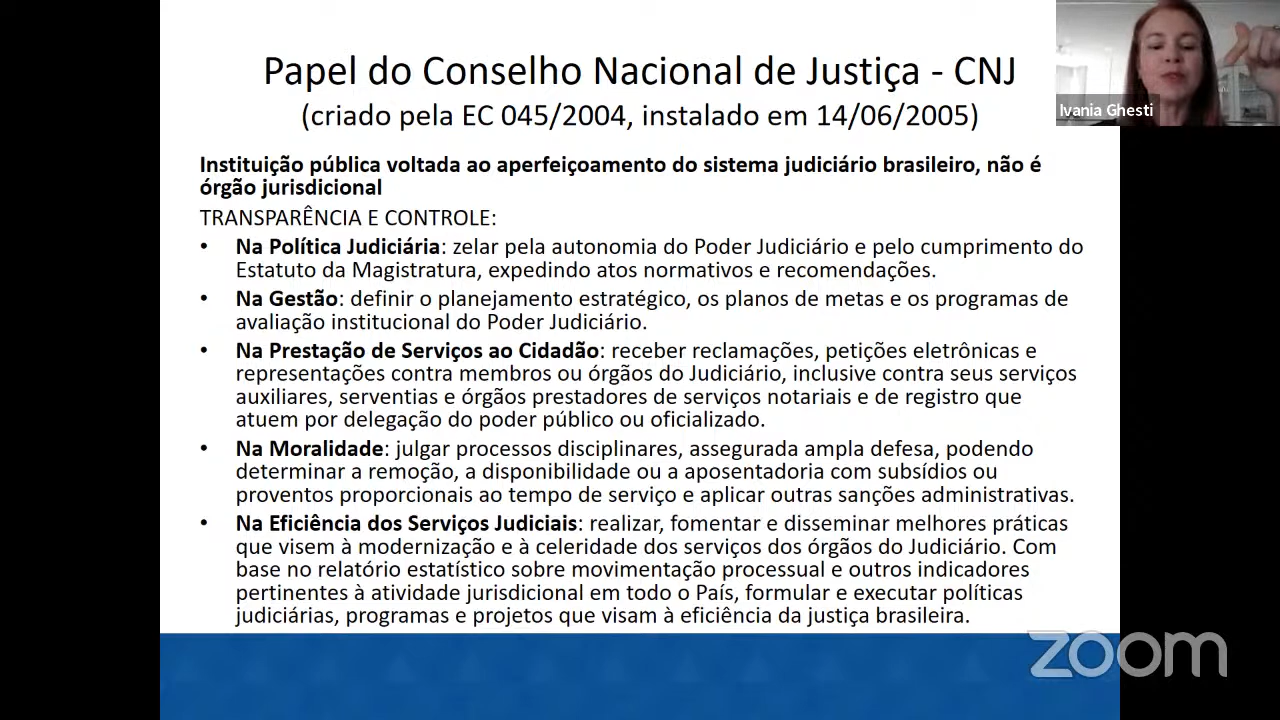 Papel do Conselho Nacional de Justiça - CNJ
(criado pela EC 045/2004, instalado em 14/06/2005)
Ivania Ghesti
Instituição pública voltada ao aperfeiçoamento do sistema judiciário brasileiro, não é
órgão jurisdicional
TRANSPARÊNCIA E CONTROLE:
• Na Política Judiciária: zelar pela autonomia do Poder Judiciário e pelo cumprimento do
Estatuto da Magistratura, expedindo atos normativos e recomendações.
• Na Gestão: definir o planejamento estratégico, os planos de metas e os programas de
avaliação institucional do Poder Judiciário.
• Na Prestação de Serviços ao Cidadão: receber reclamações, petições eletrônicas e
representações contra membros ou órgãos do Judiciário, inclusive contra seus serviços
auxiliares, serventias e órgãos prestadores de serviços notariais e de registro que
atuem por delegação do poder público ou oficializado.
• Na Moralidade: julgar processos disciplinares, assegurada ampla defesa, podendo
determinar a remoção, a disponibilidade ou a aposentadoria com subsídios ou
proventos proporcionais ao tempo de serviço e aplicar outras sanções administrativas.
• Na Eficiência dos Serviços Judiciais: realizar, fomentar e disseminar melhores práticas
que visem à modernização e à celeridade dos serviços dos órgãos do Judiciário. Com
base no relatório estatístico sobre movimentação processual e outros indicadores
pertinentes à atividade jurisdicional em todo o País, formular e executar políticas
judiciárias, programas e projetos que visam à eficiência da justiça brasileira.
zoom